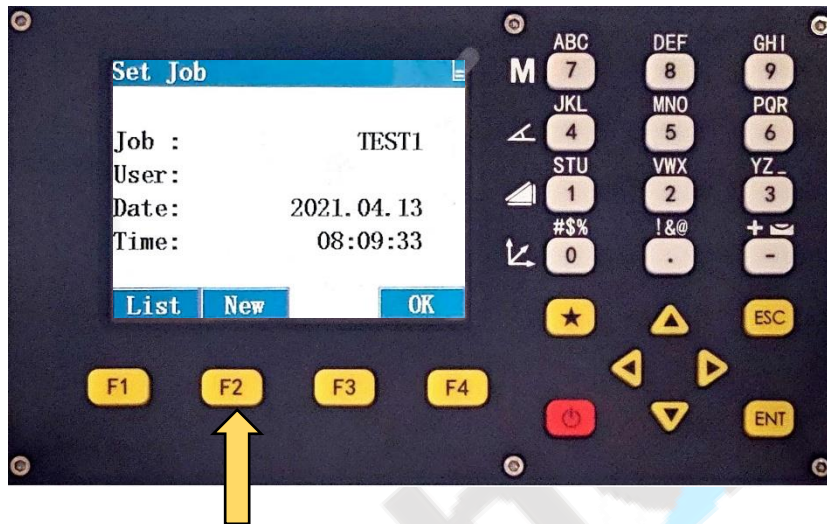 Set Job
Job : TEST1
User:
Date: 2021.04.13
Time: 08:09:33
List New OK
F1 F2 F3 F4
ABC DEF GHI
M 7 8 9
JKL MNO PQR
4 5 6
STU VWX YZ_
1 2 3
#$% !&@ +
0 . -
★ ESC
ENT